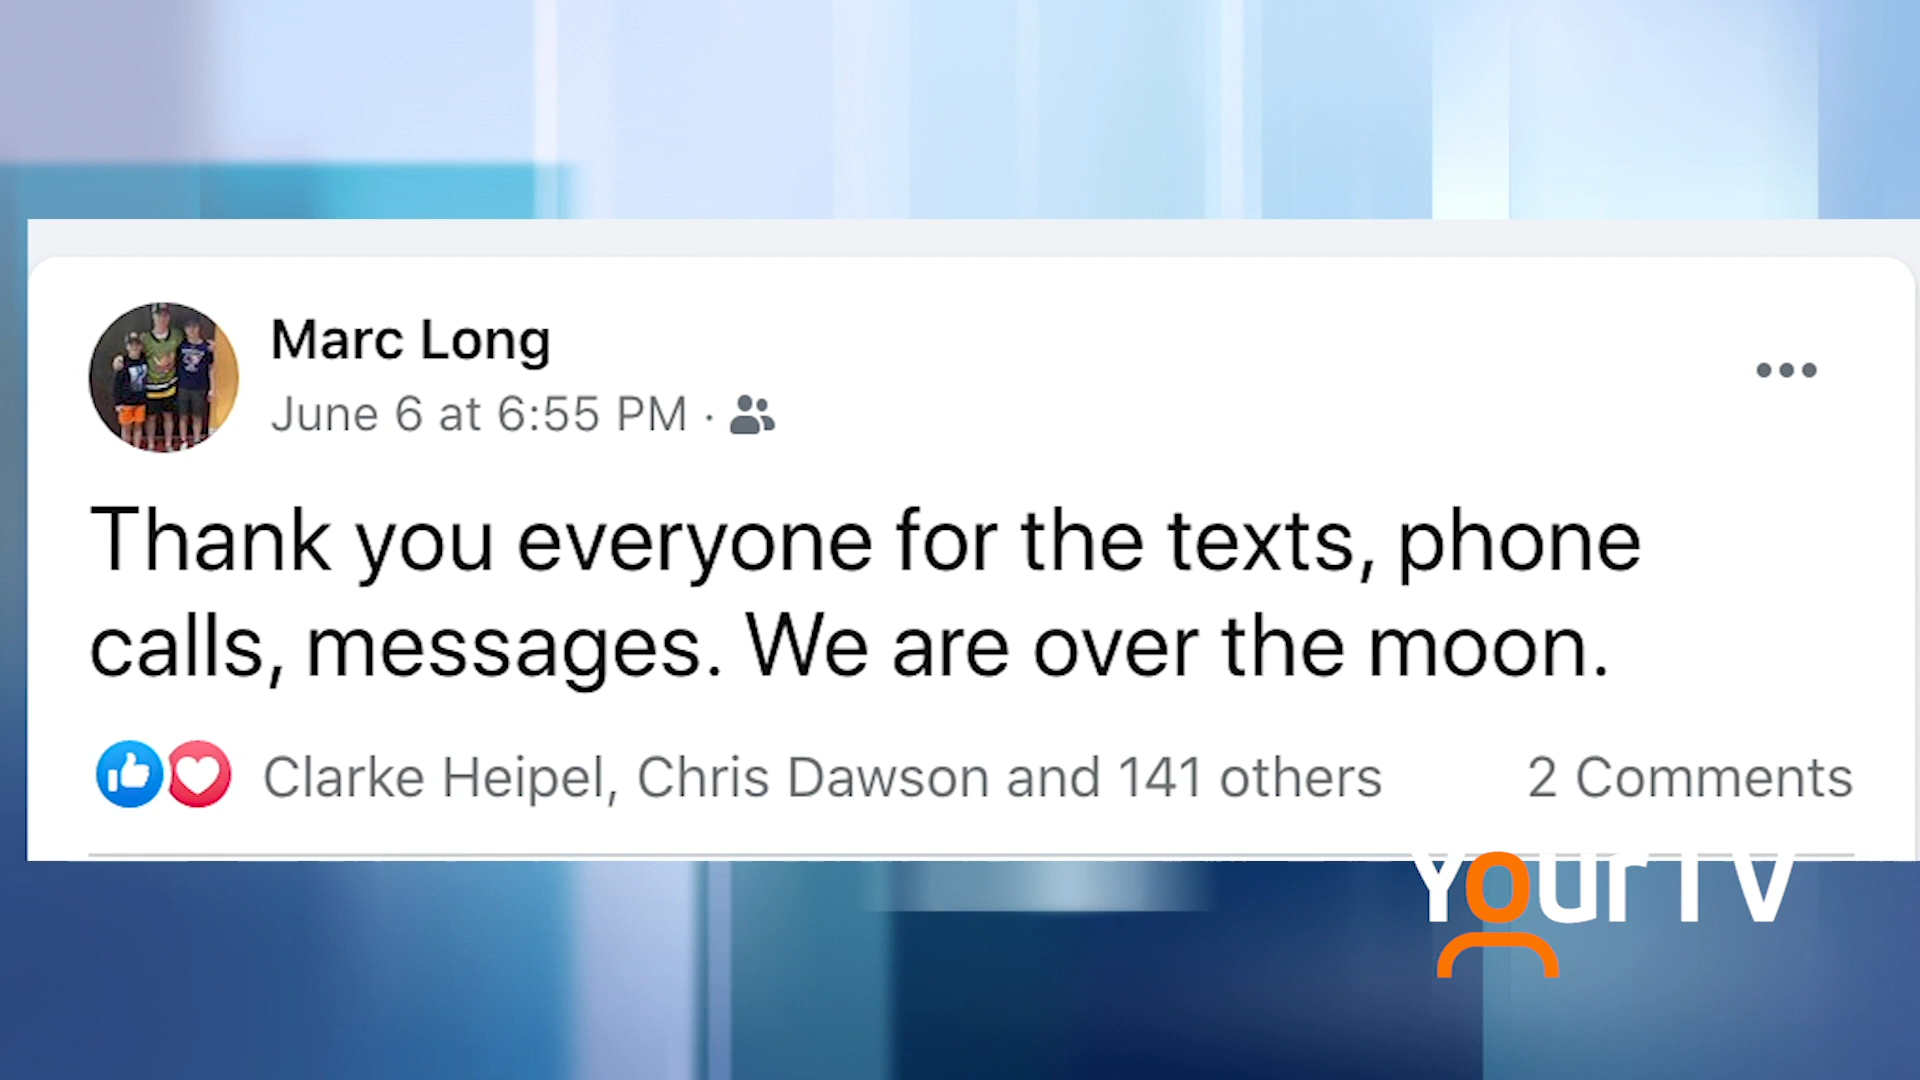 Marc Long
June 6 at 6:55 PM ·
Thank you everyone for the texts, phone
calls, messages. We are over the moon.
Clarke Heipel, Chris Dawson and 141 others
2 Comments
YourTV